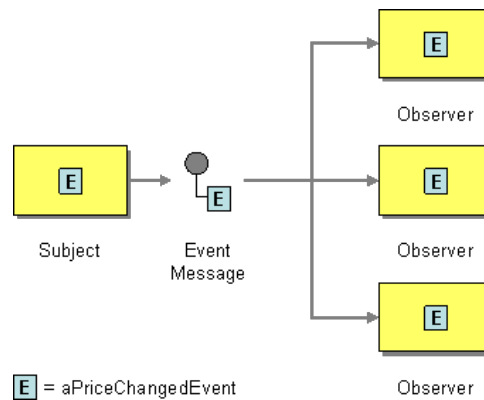 E
Observer
E
E
E
Subject
Event
Message
Observer
E
Observer
E = aPriceChangedEvent